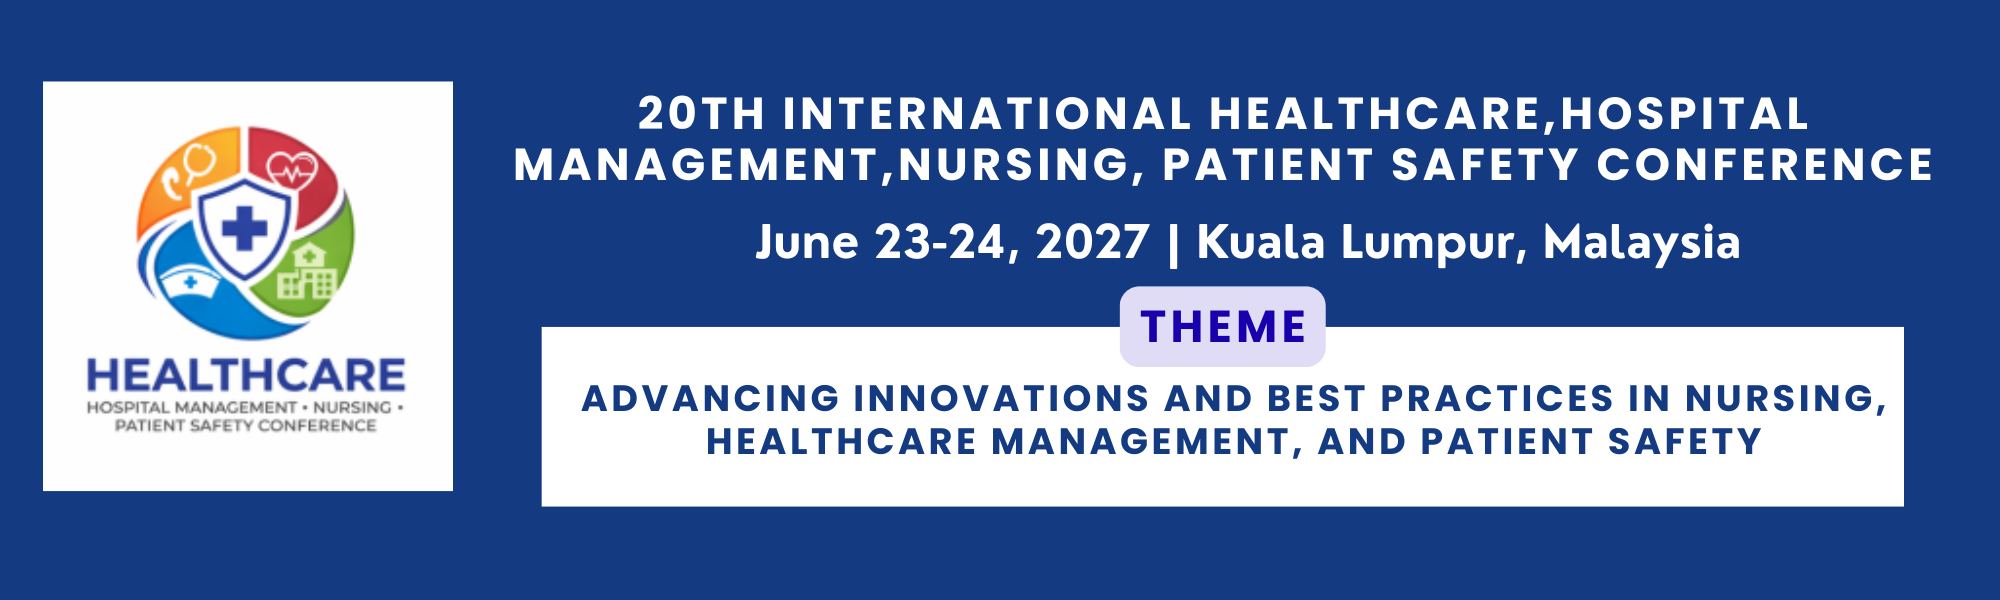 HEALTHCARE
HOSPITAL MANAGEMENT • NURSING •
PATIENT SAFETY CONFERENCE
20TH INTERNATIONAL HEALTHCARE,HOSPITAL
MANAGEMENT,NURSING, PATIENT SAFETY CONFERENCE
June 23-24, 2027 | Kuala Lumpur, Malaysia
THEME
ADVANCING INNOVATIONS AND BEST PRACTICES IN NURSING,
HEALTHCARE MANAGEMENT, AND PATIENT SAFETY